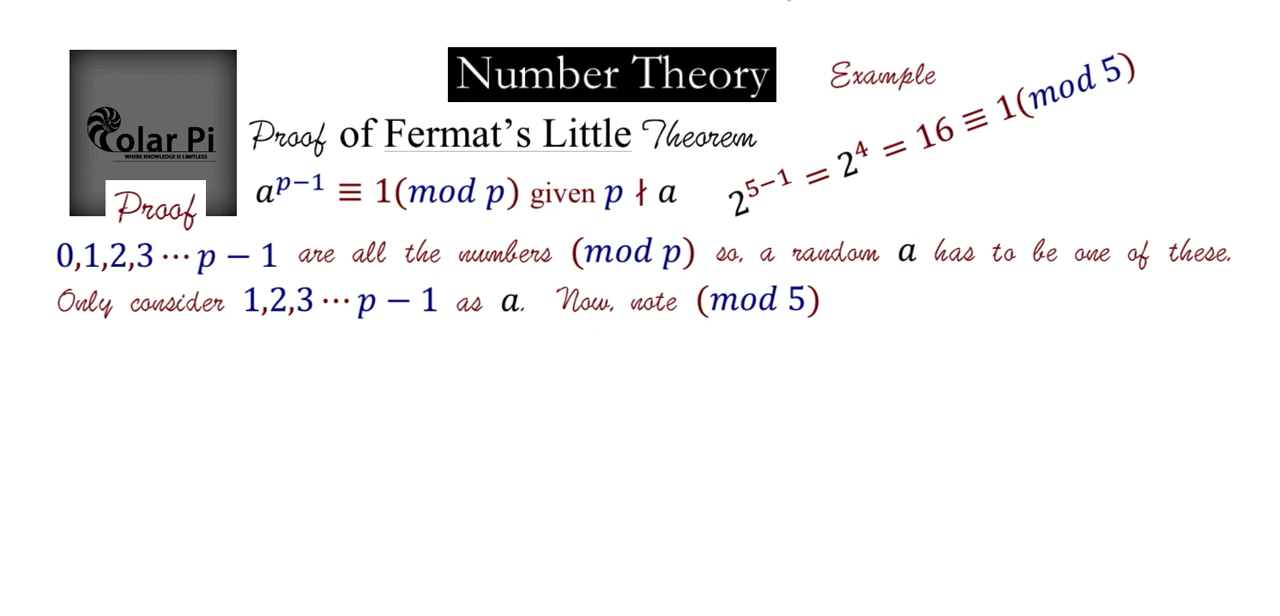 Number Theory
Example
2^{5−1} = 2^4 = 16 ≡ 1(mod 5)
olar Pi
WHERE KNOWLEDGE IS LIMITLESS
Proof of Fermat's Little Theorem
a^{p−1} ≡ 1(mod p) given p ∤ a
Proof
0,1,2,3 ⋯ p − 1 are all the numbers (mod p) so, a random a has to be one of these.
Only consider 1,2,3 ⋯ p − 1 as a. Now, note (mod 5)